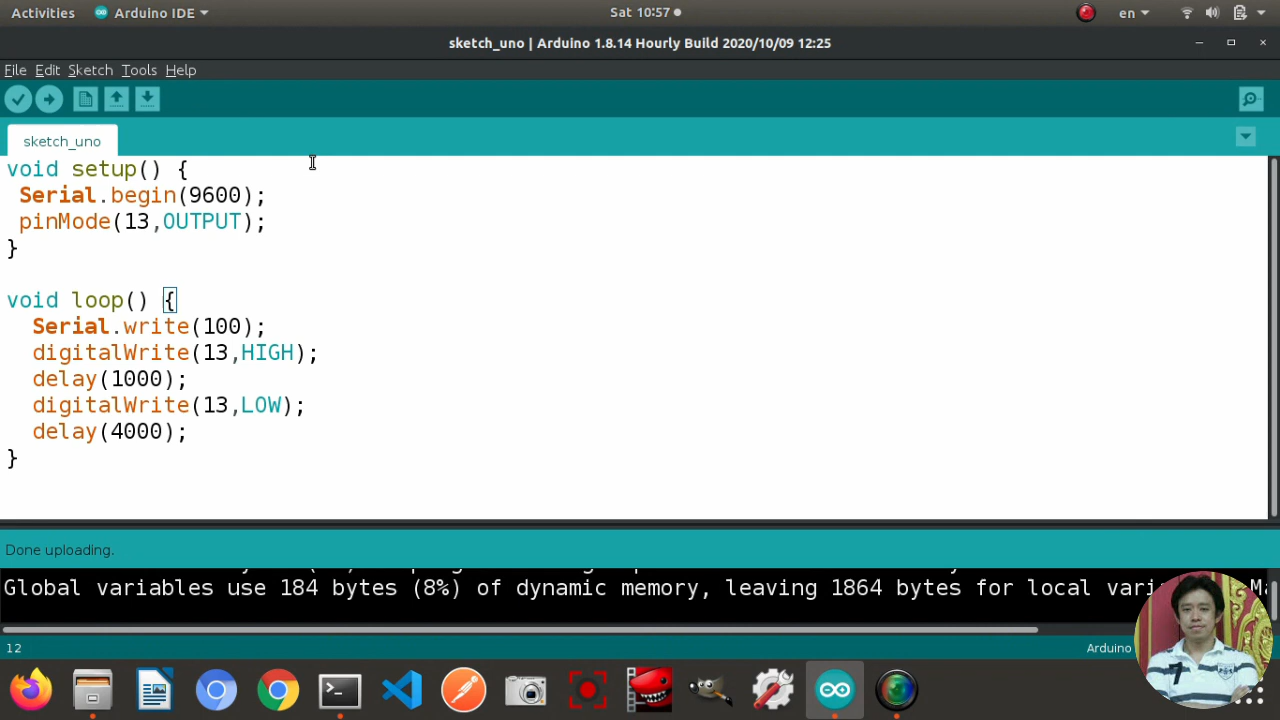 Activities
Arduino IDE
Sat 10:57
en
sketch_uno | Arduino 1.8.14 Hourly Build 2020/10/09 12:25
File Edit Sketch Tools Help
sketch_uno
void setup() {
 Serial.begin(9600);
 pinMode(13,OUTPUT);
}
void loop() {
  Serial.write(100);
  digitalWrite(13,HIGH);
  delay(1000);
  digitalWrite(13,LOW);
  delay(4000);
}
Done uploading.
Global variables use 184 bytes (8%) of dynamic memory, leaving 1864 bytes for local
12
Arduino